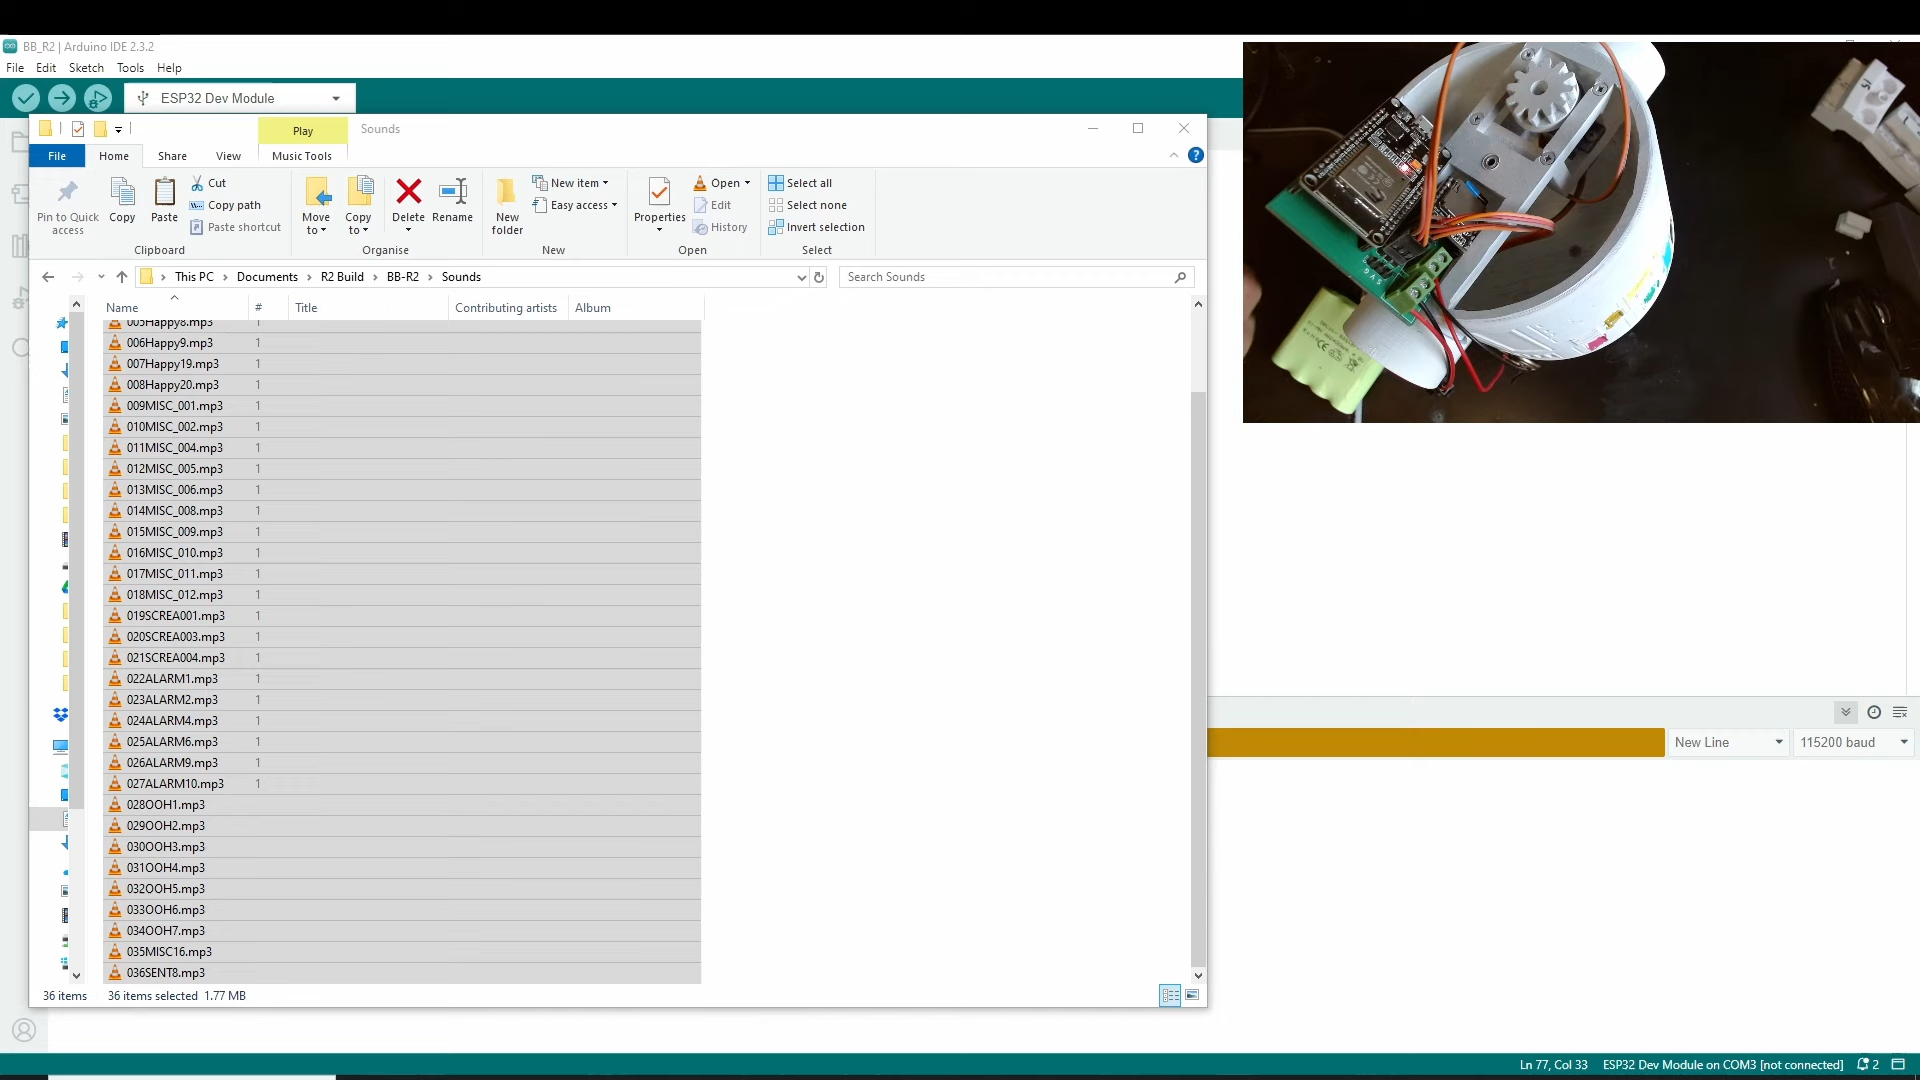 BB_R2 | Arduino IDE 2.3.2
File Edit Sketch Tools Help
ESP32 Dev Module
Play
Sounds
File Home Share View Music Tools
Pin to Quick access
Copy
Paste
Cut
Copy path
Paste shortcut
Clipboard
Move to
Copy to
Delete
Rename
Organise
New folder
New item
Easy access
New
Properties
Open
Edit
History
Open
Select all
Select none
Invert selection
Select
This PC > Documents > R2 Build > BB-R2 > Sounds
Search Sounds
Name # Title Contributing artists Album
005Happy8.mp3 1
006Happy9.mp3 1
007Happy19.mp3 1
008Happy20.mp3 1
009MISC_001.mp3 1
010MISC_002.mp3 1
011MISC_004.mp3 1
012MISC_005.mp3 1
013MISC_006.mp3 1
014MISC_008.mp3 1
015MISC_009.mp3 1
016MISC_010.mp3 1
017MISC_011.mp3 1
018MISC_012.mp3 1
019SCREA001.mp3 1
020SCREA003.mp3 1
021SCREA004.mp3 1
022ALARM1.mp3 1
023ALARM2.mp3 1
024ALARM4.mp3 1
025ALARM6.mp3 1
026ALARM9.mp3 1
027ALARM10.mp3 1
028OOH1.mp3
029OOH2.mp3
030OOH3.mp3
031OOH4.mp3
032OOH5.mp3
033OOH6.mp3
034OOH7.mp3
035MISC16.mp3
036SENT8.mp3
36 items 36 items selected 1.77 MB
New Line
115200 baud
Ln 77, Col 33 ESP32 Dev Module on COM3 [not connected] 2